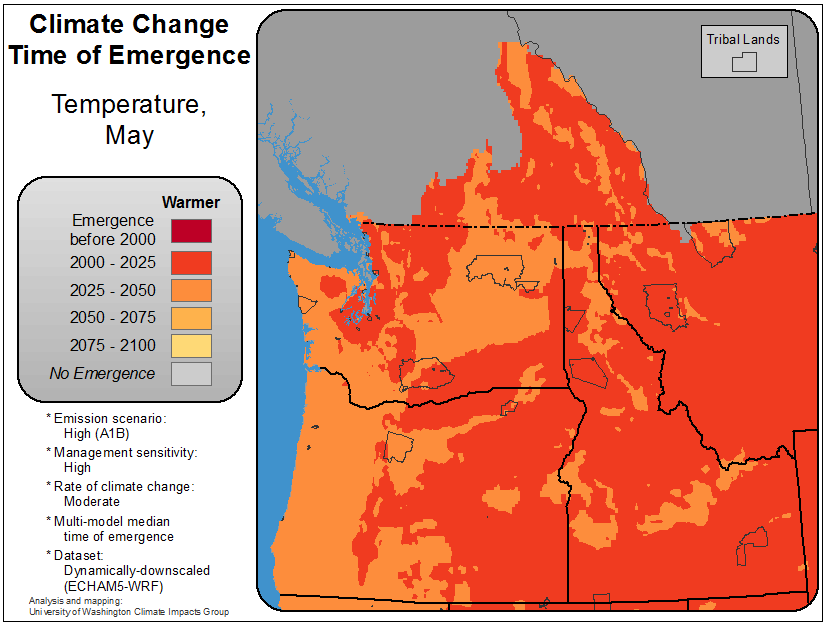 Climate Change
Time of Emergence
Temperature,
May
Warmer
Emergence
before 2000
2000 - 2025
2025 - 2050
2050 - 2075
2075 - 2100
No Emergence
* Emission scenario:
High (A1B)
* Management sensitivity:
High
* Rate of climate change:
Moderate
* Multi-model median
time of emergence
* Dataset:
Dynamically-downscaled
(ECHAM5-WRF)
Analysis and mapping:
University of Washington Climate Impacts Group
Tribal Lands